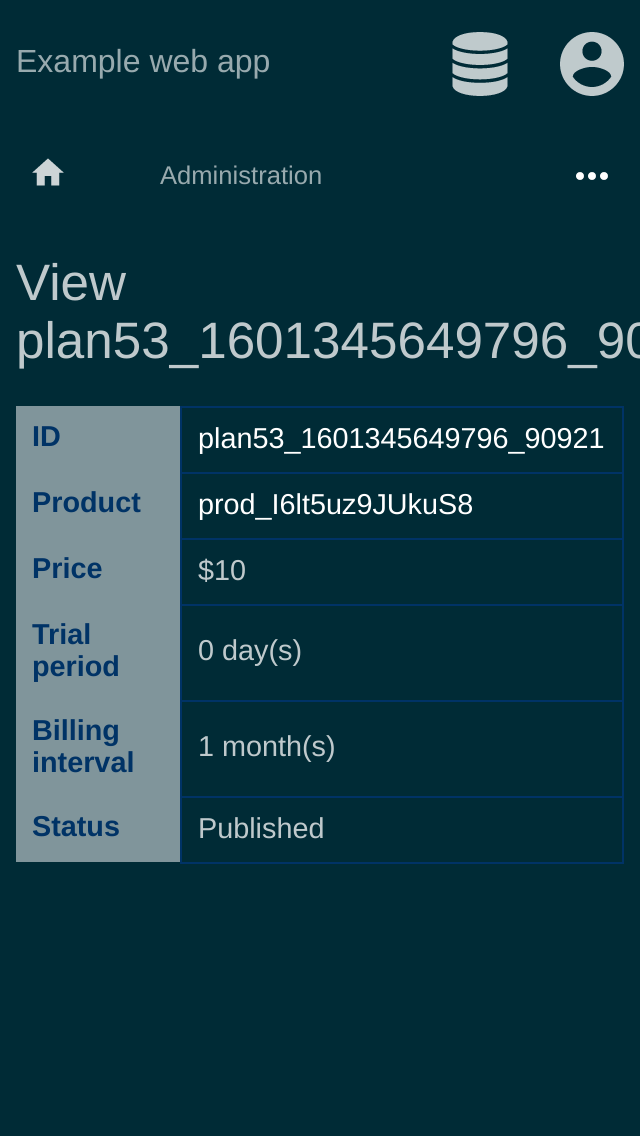 Example web app
Administration
View
plan53_1601345649796_90
ID plan53_1601345649796_90921
Product prod_I6lt5uz9JUkuS8
Price $10
Trial
period 0 day(s)
Billing
interval 1 month(s)
Status Published